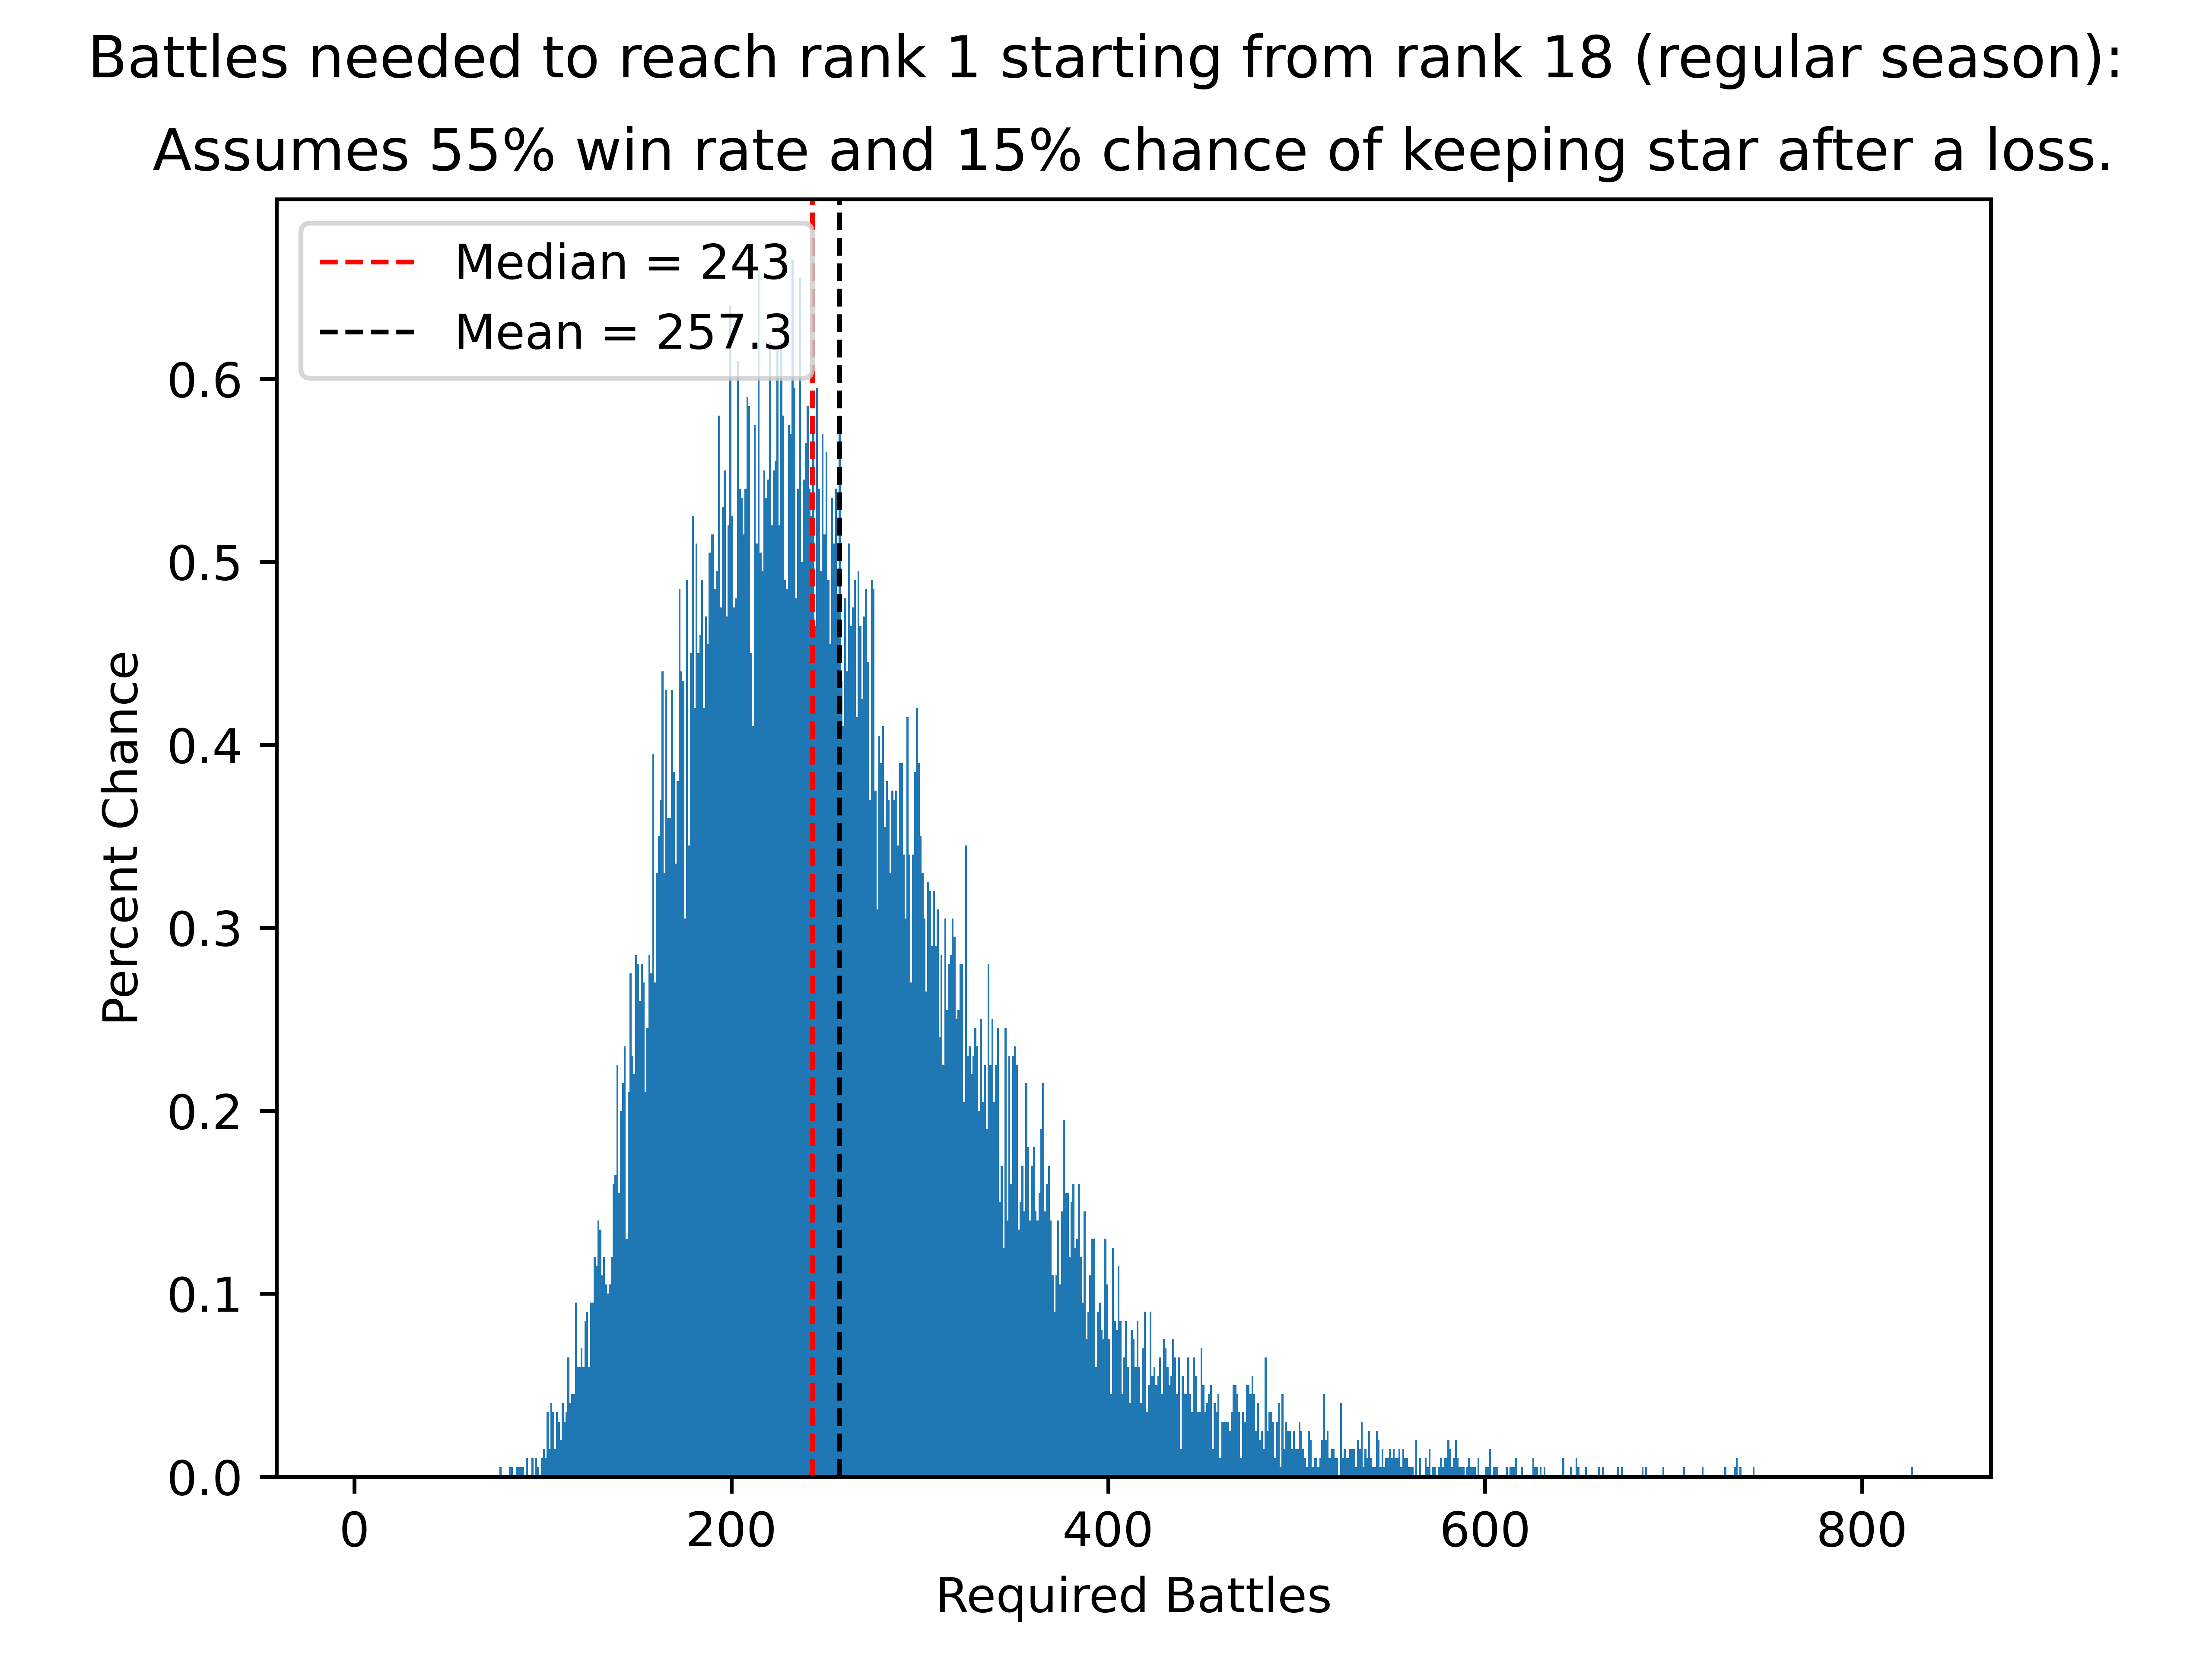 Battles needed to reach rank 1 starting from rank 18 (regular season):
Assumes 55% win rate and 15% chance of keeping star after a loss.
Median = 243
Mean = 257.3
0.6
0.5
0.4
0.3
0.2
0.1
0.0
Percent Chance
0 200 400 600 800
Required Battles